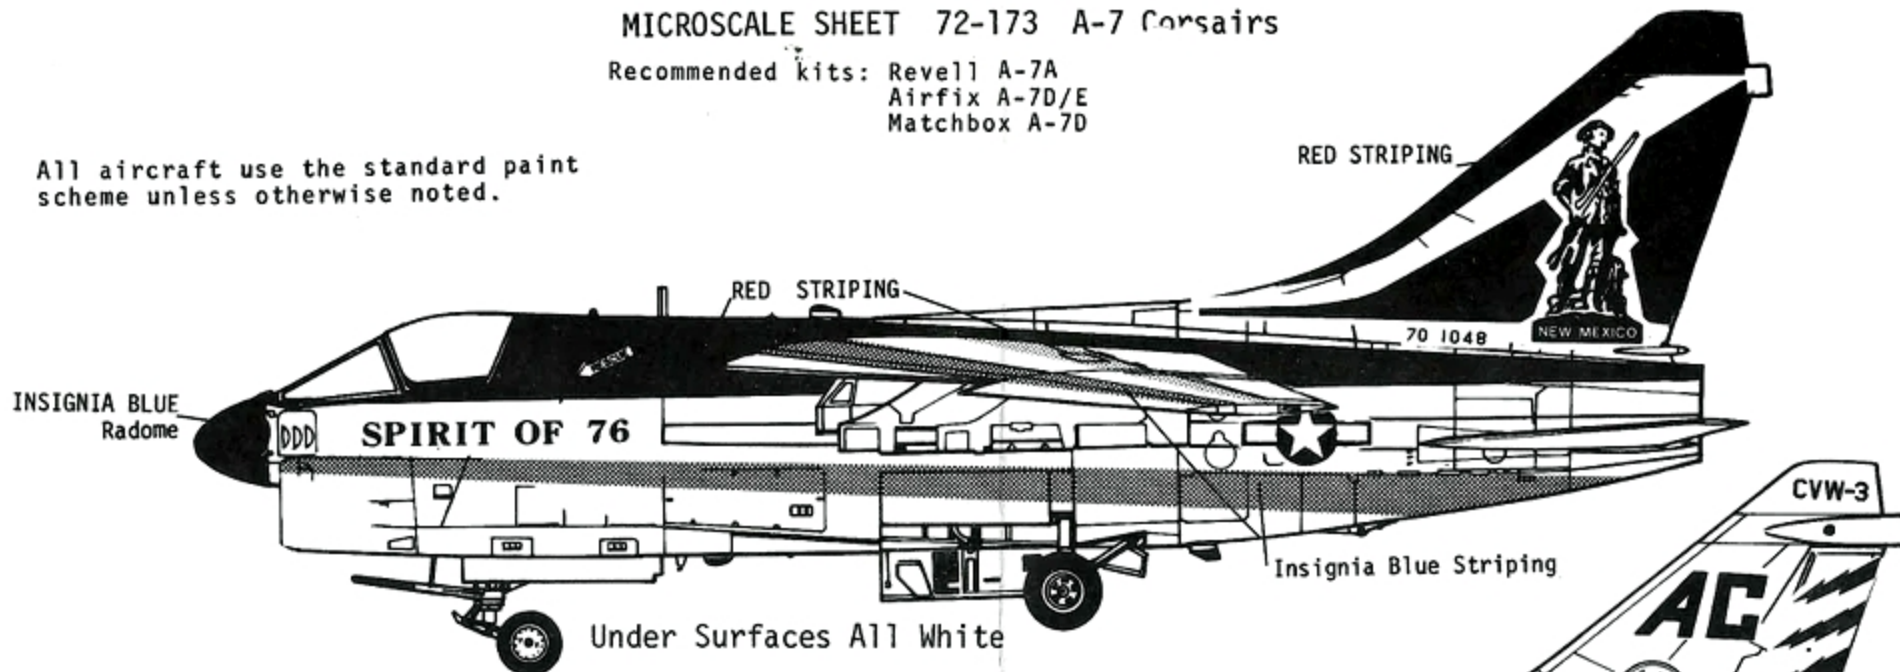 MICROSCALE SHEET 72-173 A-7 Corsairs
Recommended kits: Revell A-7A
Airfix A-7D/E
Matchbox A-7D
All aircraft use the standard paint
scheme unless otherwise noted.
RED STRIPING
RED STRIPING
NEW MEXICO
70 1048
RESCUE
INSIGNIA BLUE
Radome
SPIRIT OF 76
CVW-3
Insignia Blue Striping
AC
Under Surfaces All White